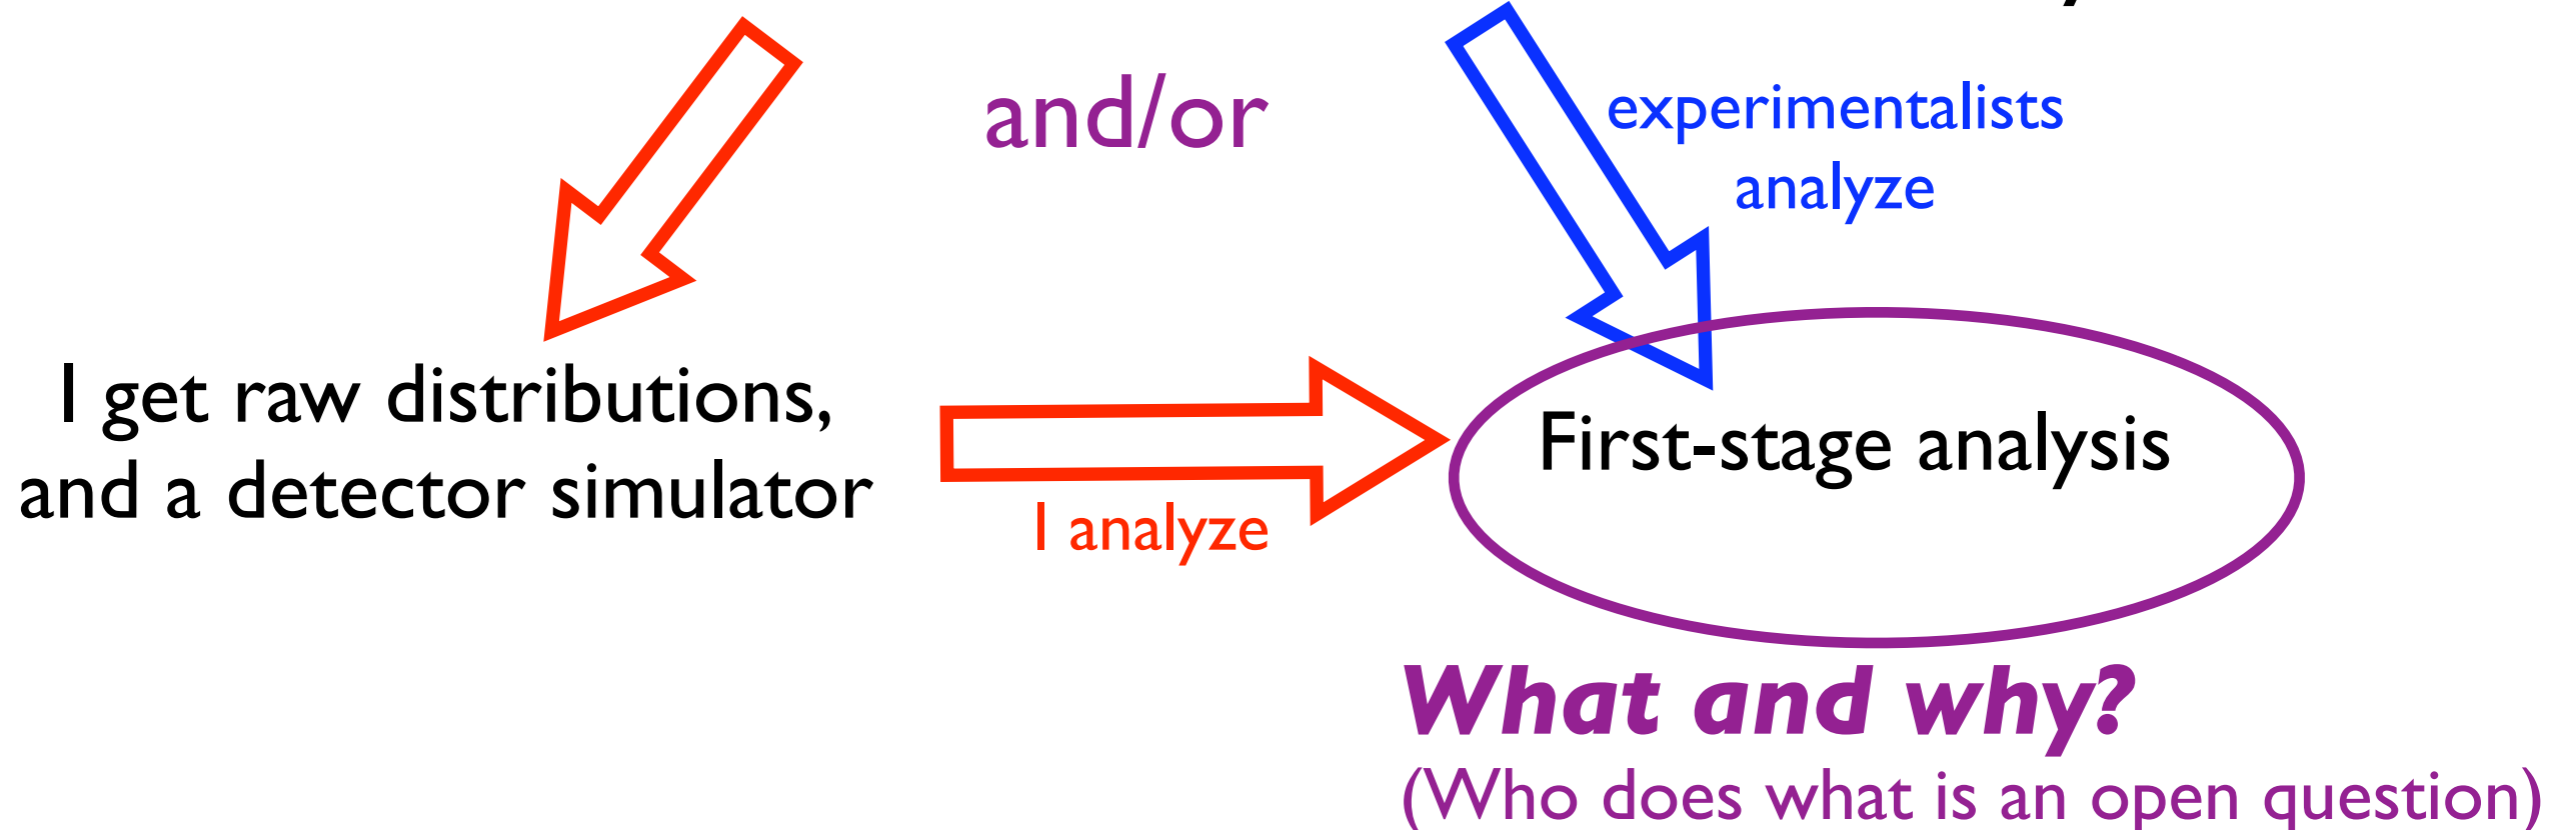 and/or
experimentalists
analyze
I get raw distributions,
and a detector simulator
I analyze
First-stage analysis
What and why?
(Who does what is an open question)